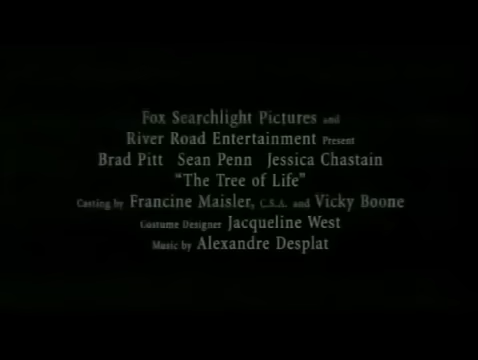 Fox Searchlight Pictures and
River Road Entertainment Present
Brad Pitt Sean Penn Jessica Chastain
“The Tree of Life”
Casting by Francine Maisler, C.S.A. and Vicky Boone
Costume Designer Jacqueline West
Music by Alexandre Desplat